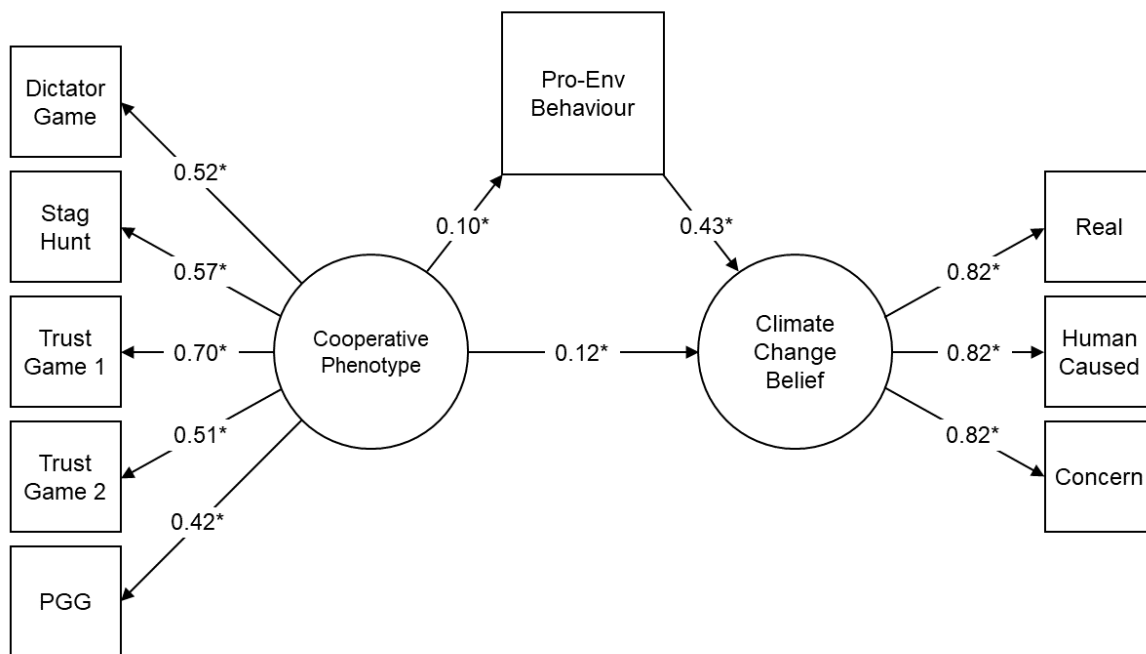 Dictator
Game
Stag
Hunt
Trust
Game 1
Trust
Game 2
PGG
0.52*
0.57*
0.70*
0.51*
0.42*
Cooperative
Phenotype
0.10*
Pro-Env
Behaviour
0.43*
0.12*
Climate
Change
Belief
0.82*
0.82*
0.82*
Real
Human
Caused
Concern